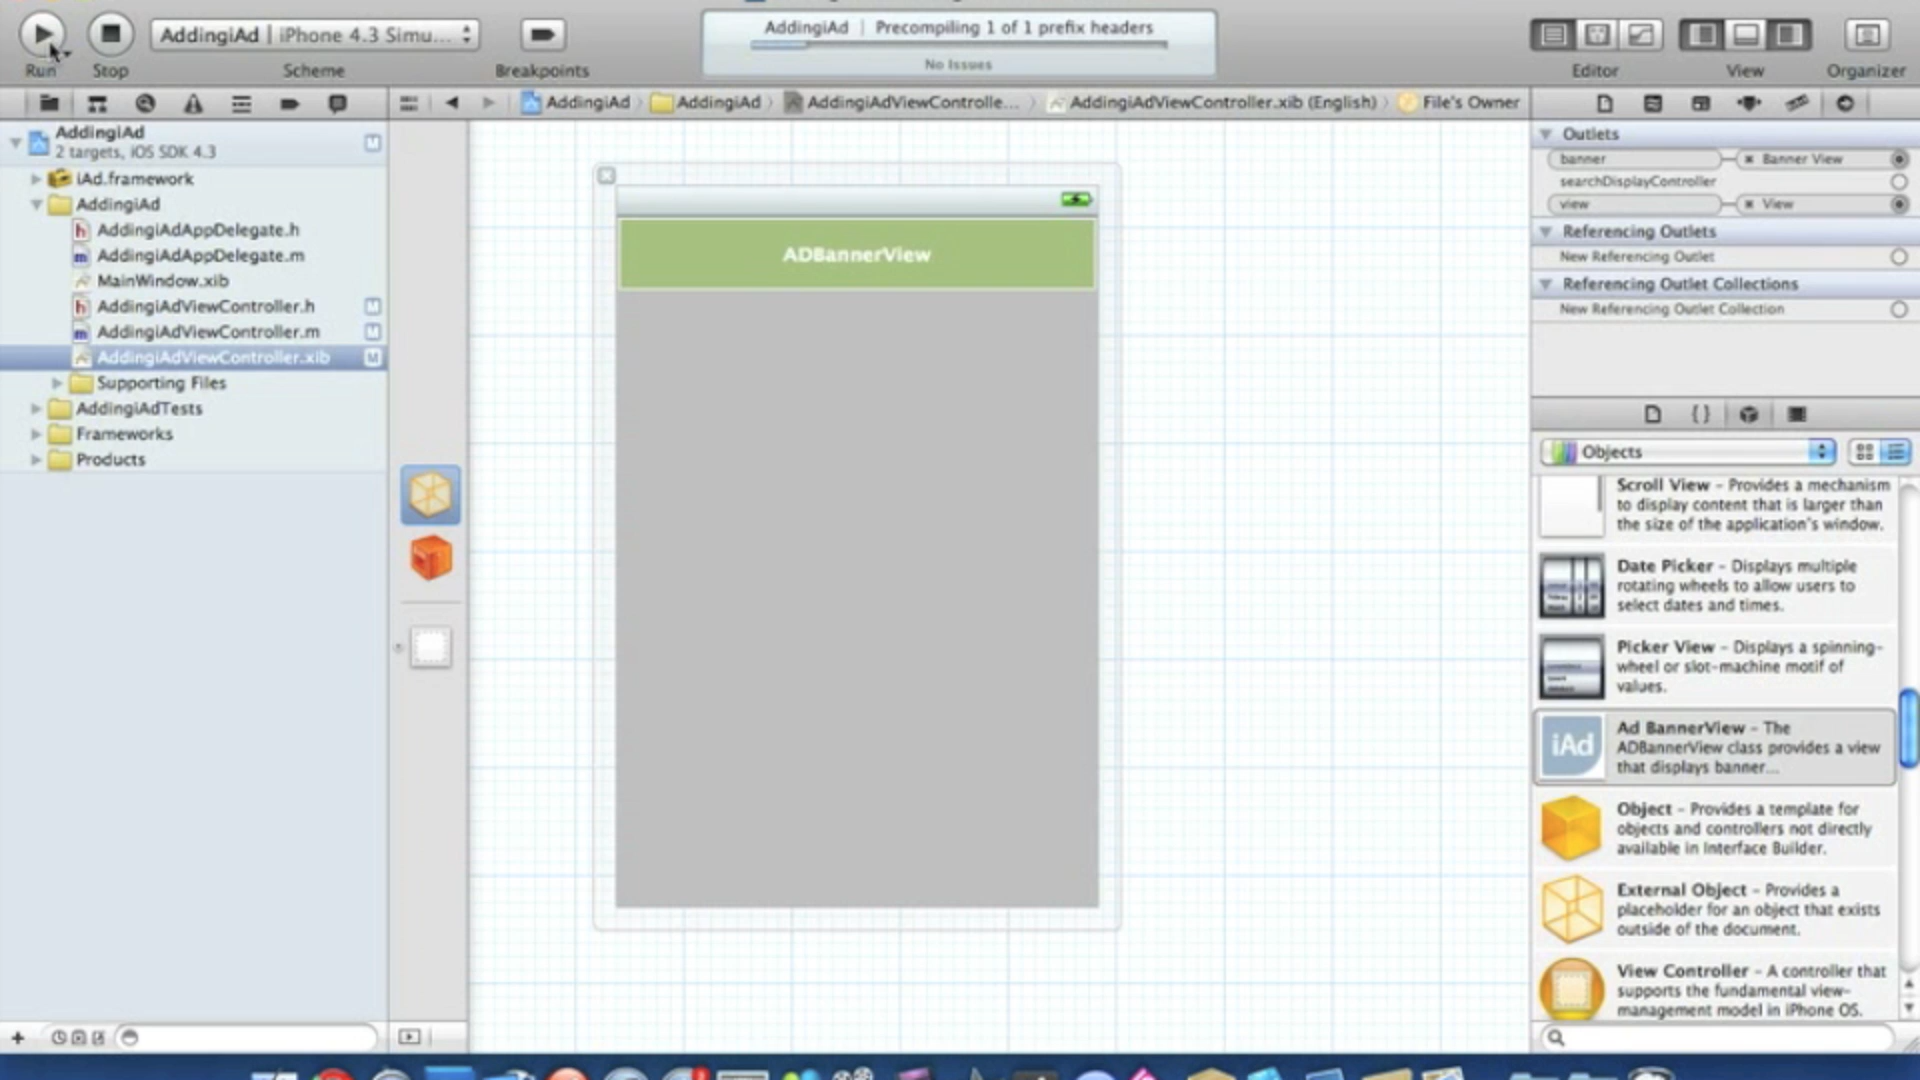 AddingiAd | iPhone 4.3 Simu...
AddingiAd | Precompiling 1 of 1 prefix headers
No Issues
Run
Stop
Scheme
Breakpoints
Editor
View
Organizer
AddingiAd
AddingiAd
AddingiAdViewControlle...
AddingiAdViewController.xib (English)
File's Owner
AddingiAd
2 targets, iOS SDK 4.3
M
iAd.framework
AddingiAd
h AddingiAdAppDelegate.h
m AddingiAdAppDelegate.m
MainWindow.xib
h AddingiAdViewController.h M
m AddingiAdViewController.m M
AddingiAdViewController.xib M
Supporting Files
AddingiAdTests
Frameworks
Products
ADBannerView
Outlets
banner
Banner View
searchDisplayController
view
View
Referencing Outlets
New Referencing Outlet
Referencing Outlet Collections
New Referencing Outlet Collection
{ }
Objects
Scroll View - Provides a mechanism
to display content that is larger than
the size of the application's window.
Date Picker - Displays multiple
rotating wheels to allow users to
select dates and times.
Picker View - Displays a spinning-
wheel or slot-machine motif of
values.
iAd
Ad BannerView - The
ADBannerView class provides a view
that displays banner...
Object - Provides a template for
objects and controllers not directly
available in Interface Builder.
External Object - Provides a
placeholder for an object that exists
outside of the document.
View Controller - A controller that
supports the fundamental view-
management model in iPhone OS.